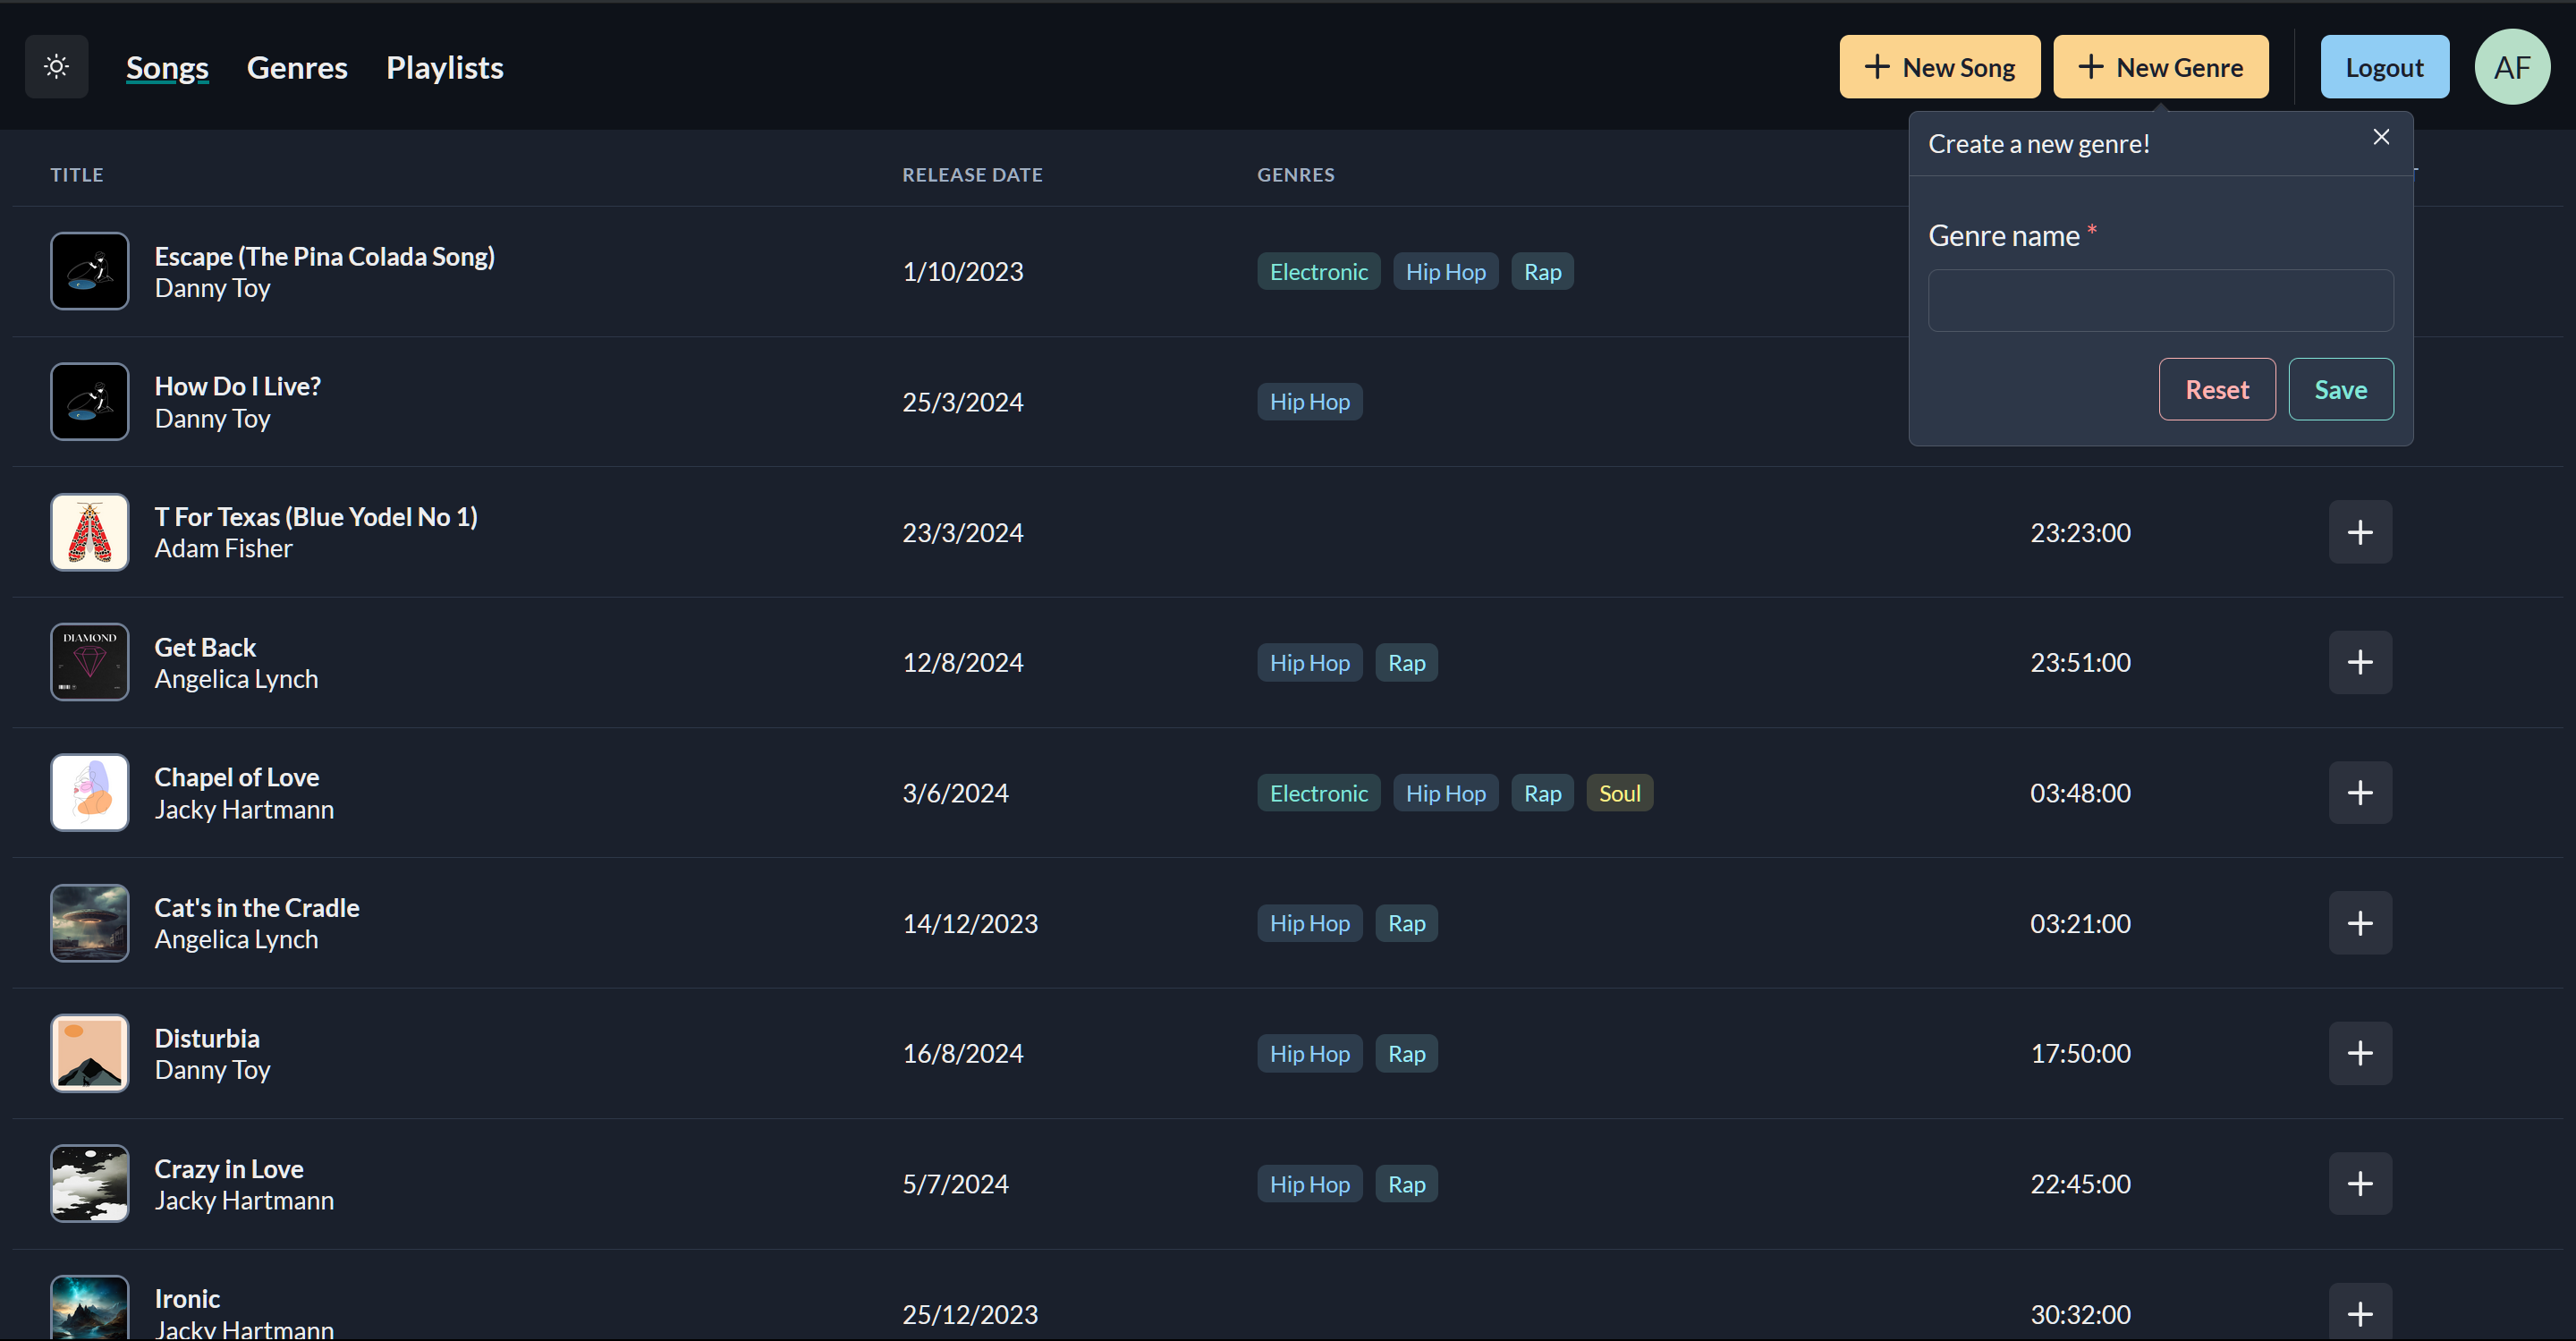 Songs Genres Playlists
New Song New Genre Logout AF
Create a new genre!
TITLE RELEASE DATE GENRES
Genre name *
Reset Save
Escape (The Pina Colada Song)
Danny Toy
1/10/2023 Electronic Hip Hop Rap
How Do I Live?
Danny Toy
25/3/2024 Hip Hop
T For Texas (Blue Yodel No 1)
Adam Fisher
23/3/2024 23:23:00
DIAMOND
Get Back
Angelica Lynch
12/8/2024 Hip Hop Rap 23:51:00
Chapel of Love
Jacky Hartmann
3/6/2024 Electronic Hip Hop Rap Soul 03:48:00
Cat's in the Cradle
Angelica Lynch
14/12/2023 Hip Hop Rap 03:21:00
Disturbia
Danny Toy
16/8/2024 Hip Hop Rap 17:50:00
Crazy in Love
Jacky Hartmann
5/7/2024 Hip Hop Rap 22:45:00
Ironic
Jacky Hartmann
25/12/2023 30:32:00